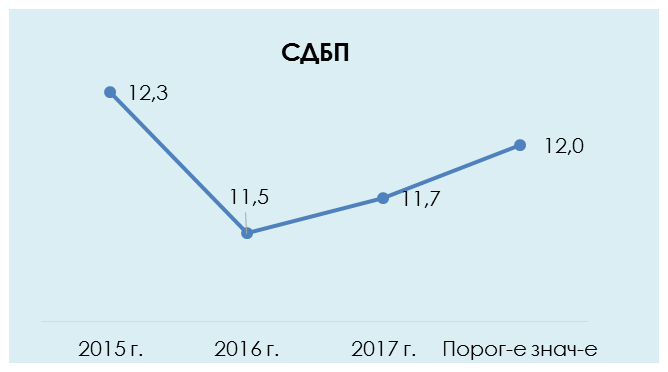 СДБП
12,3
11,5
11,7
12,0
2015 г.
2016 г.
2017 г.
Порог-е знач-е